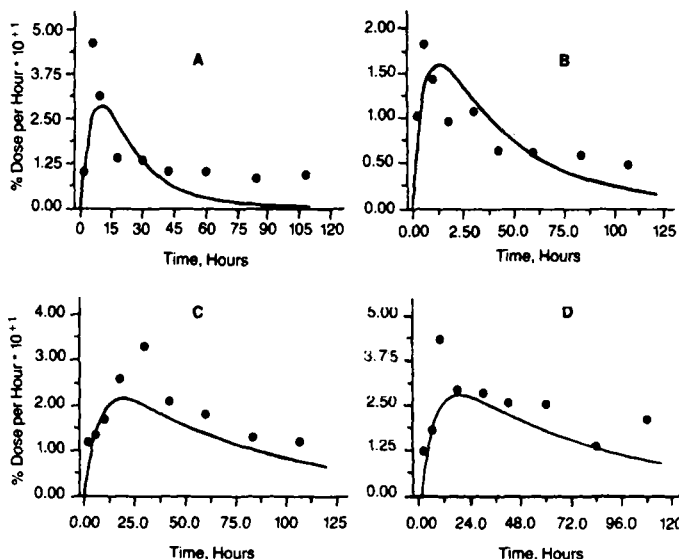 A
% Dose per Hour • 10⁺¹
5.00
3.75
2.50
1.25
0.00
0 15 30 45 60 75 90 105 125
Time, Hours
B
2.00
1.50
1.00
0.50
0.00
0.00 2.50 50.0 75.0 100 125
Time, Hours
C
% Dose per Hour • 10⁺¹
4.00
3.00
2.00
1.00
0.00
0.00 25.0 50.0 75.0 100 125
Time, Hours
D
5.00
3.75
2.50
1.25
0.00
0.00 24.0 48.0 72.0 96.0 120
Time, Hours